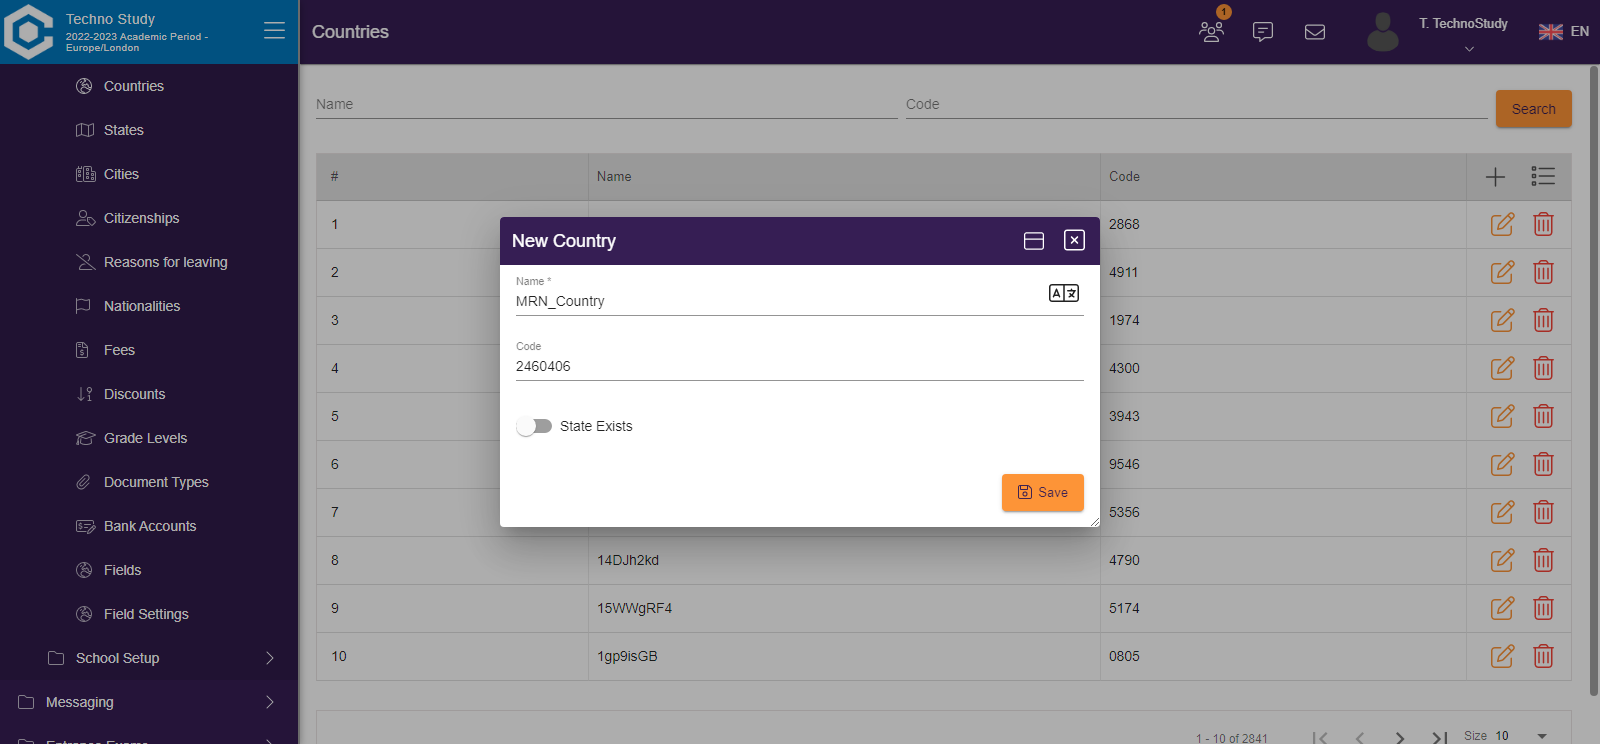 Techno Study
2022-2023 Academic Period -
Europe/London
Countries
1
T. TechnoStudy
EN
Countries
States
Cities
Citizenships
Reasons for leaving
Nationalities
Fees
Discounts
Grade Levels
Document Types
Bank Accounts
Fields
Field Settings
School Setup
Messaging
Entrance Exams
Name
Code
Search
# Name Code
1 2868
2 4911
3 1974
4 4300
5 3943
6 9546
7 5356
8 14DJh2kd 4790
9 15WWgRF4 5174
10 1gp9isGB 0805
New Country
Name *
MRN_Country
Code
2460406
State Exists
Save
1 - 10 of 2841
Size 10